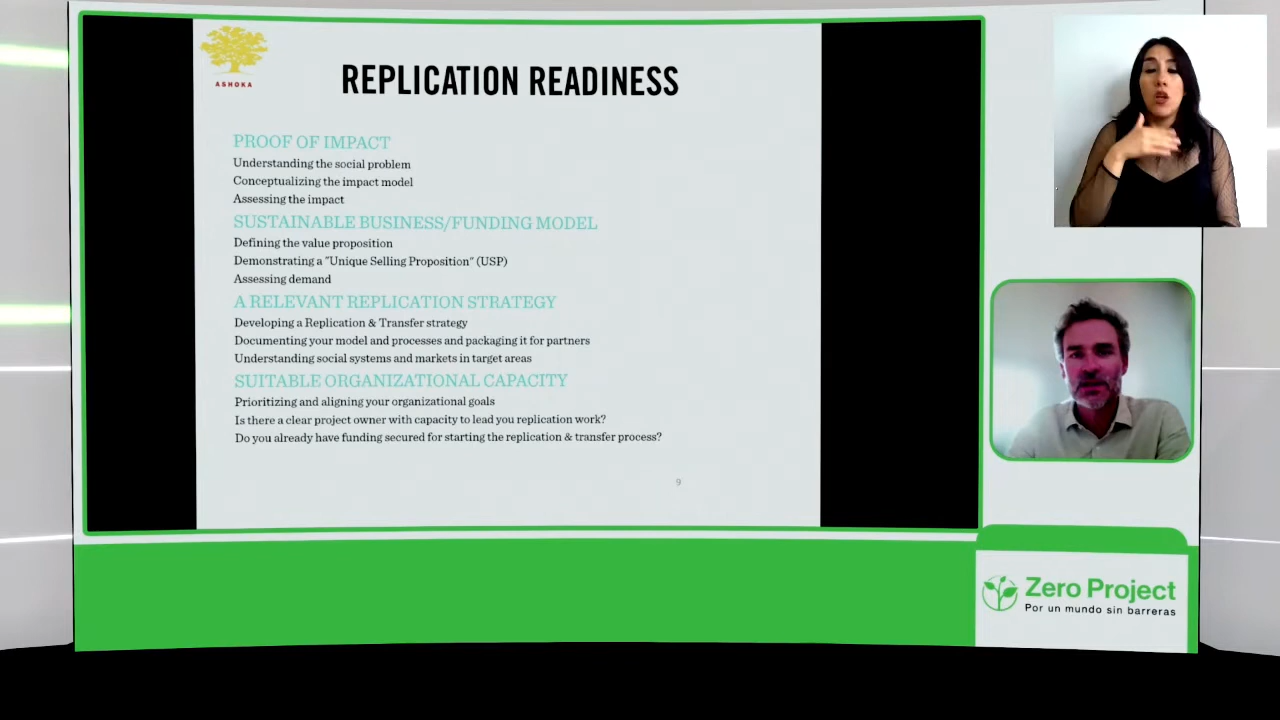 ASHOKA
REPLICATION READINESS
PROOF OF IMPACT
Understanding the social problem
Conceptualizing the impact model
Assessing the impact
SUSTAINABLE BUSINESS/FUNDING MODEL
Defining the value proposition
Demonstrating a "Unique Selling Proposition" (USP)
Assessing demand
A RELEVANT REPLICATION STRATEGY
Developing a Replication & Transfer strategy
Documenting your model and processes and packaging it for partners
Understanding social systems and markets in target areas
SUITABLE ORGANIZATIONAL CAPACITY
Prioritizing and aligning your organizational goals
Is there a clear project owner with capacity to lead you replication work?
Do you already have funding secured for starting the replication & transfer process?
9
Zero Project
Por un mundo sin barreras